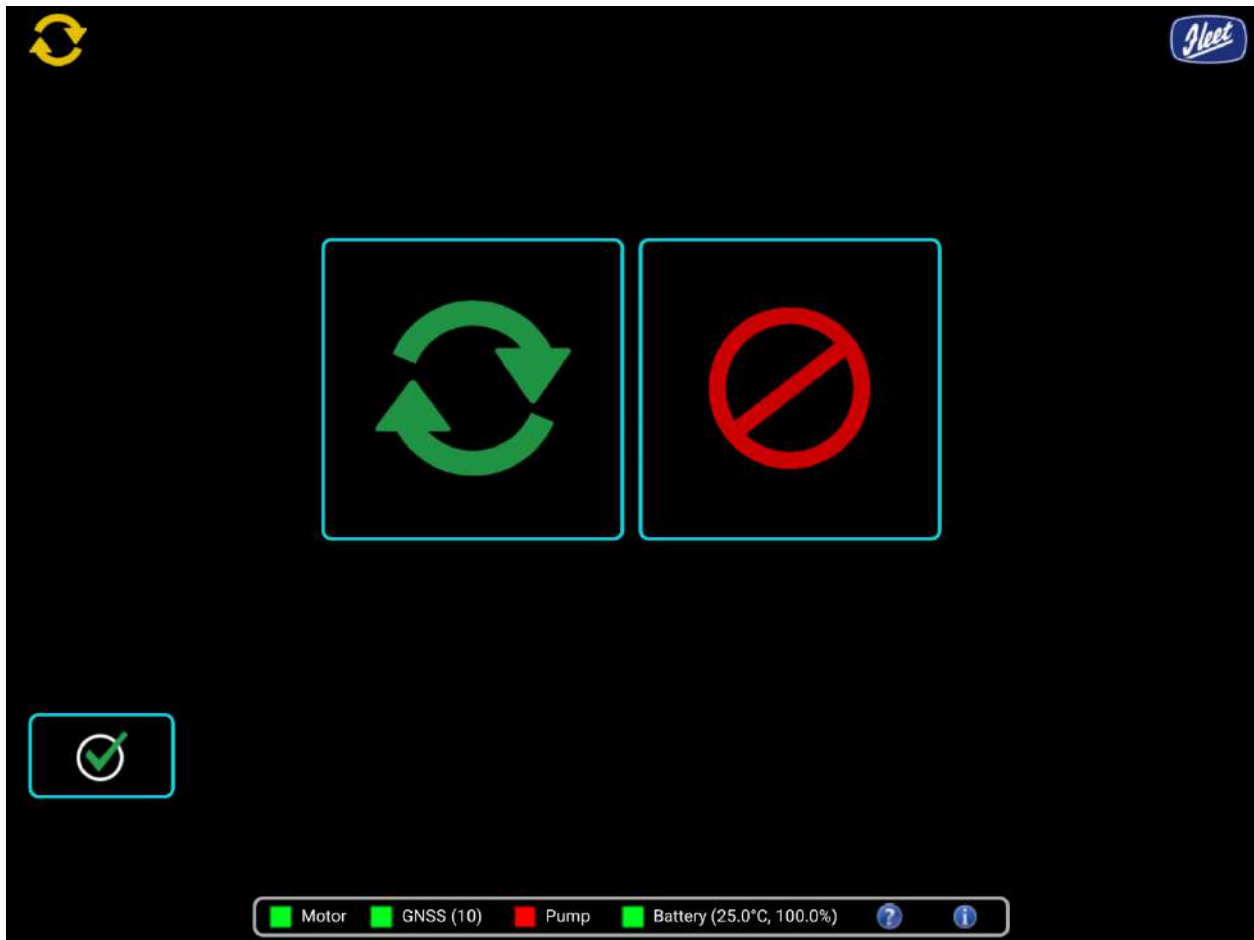 Fleet
Motor GNSS (10) Pump Battery (25.0°C, 100.0%) ? i